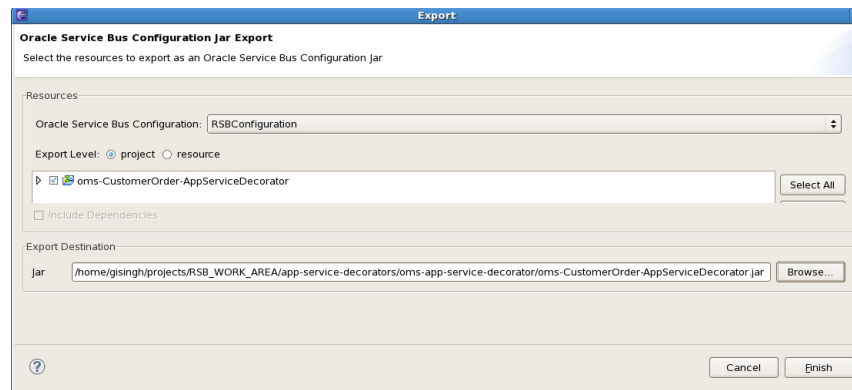 Export
Oracle Service Bus Configuration Jar Export
Select the resources to export as an Oracle Service Bus Configuration Jar
Resources
Oracle Service Bus Configuration: RSBConfiguration
Export Level: project resource
oms-CustomerOrder-AppServiceDecorator
Select All
Include Dependencies
Export Destination
Jar /home/gisingh/projects/RSB_WORK_AREA/app-service-decorators/oms-app-service-decorator/oms-CustomerOrder-AppServiceDecorator.jar Browse...
? Cancel Finish